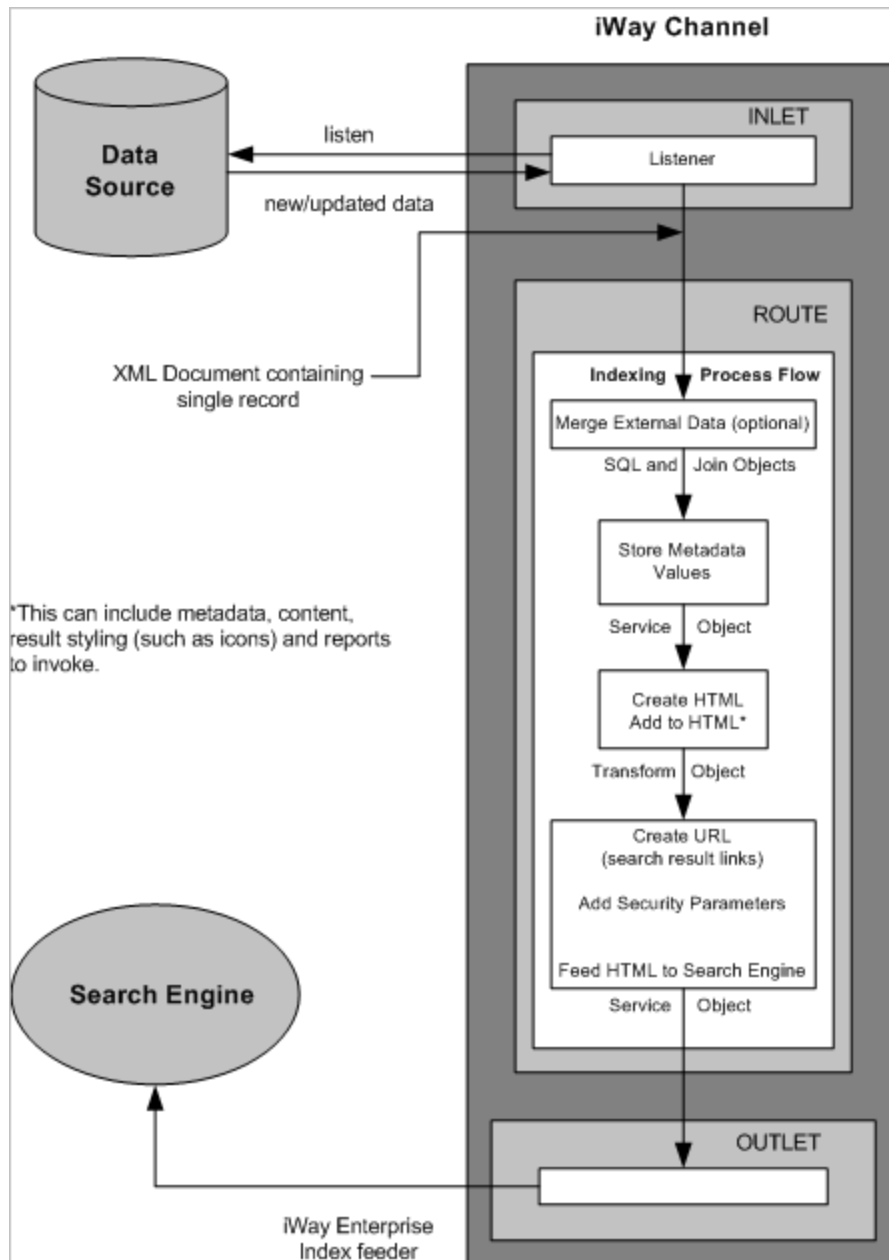 iWay Channel
INLET
Data
Source
listen
Listener
new/updated data
ROUTE
XML Document containing
single record
Indexing Process Flow
Merge External Data (optional)
SQL and Join Objects
Store Metadata
Values
Service Object
*This can include metadata, content,
result styling (such as icons) and reports
to invoke.
Create HTML
Add to HTML*
Transform Object
Create URL
(search result links)
Add Security Parameters
Feed HTML to Search Engine
Service Object
Search Engine
OUTLET
iWay Enterprise
Index feeder